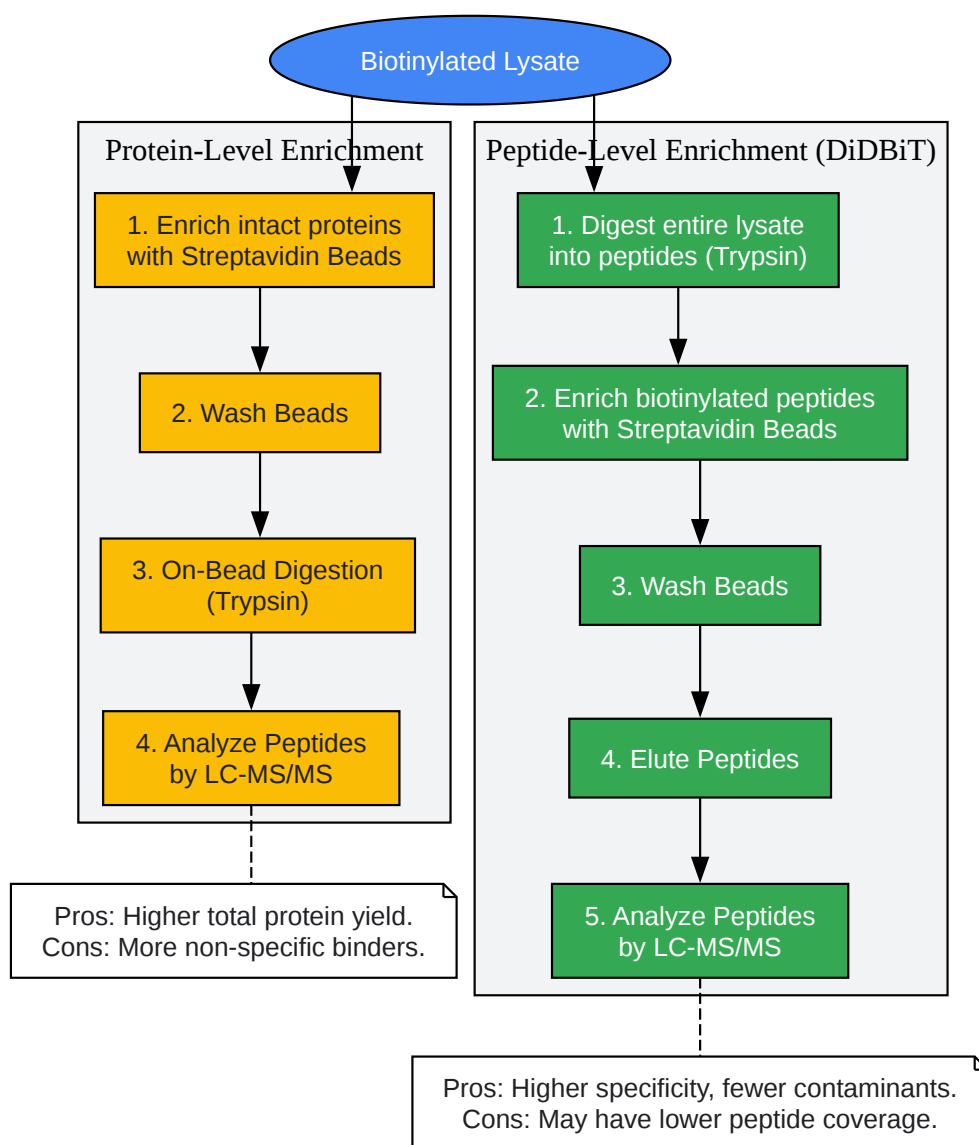 Biotinylated Lysate
Protein-Level Enrichment
1. Enrich intact proteins
with Streptavidin Beads
2. Wash Beads
3. On-Bead Digestion
(Trypsin)
4. Analyze Peptides
by LC-MS/MS
Pros: Higher total protein yield.
Cons: More non-specific binders.
Peptide-Level Enrichment (DiDBiT)
1. Digest entire lysate
into peptides (Trypsin)
2. Enrich biotinylated peptides
with Streptavidin Beads
3. Wash Beads
4. Elute Peptides
5. Analyze Peptides
by LC-MS/MS
Pros: Higher specificity, fewer contaminants.
Cons: May have lower peptide coverage.